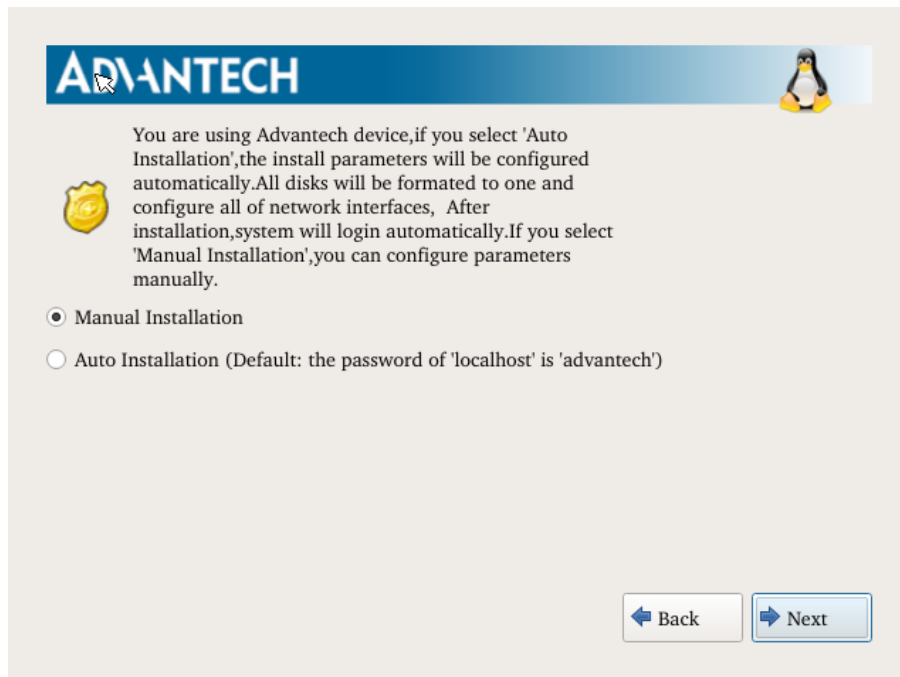 ADVANTECH
You are using Advantech device,if you select 'Auto
Installation',the install parameters will be configured
automatically.All disks will be formated to one and
configure all of network interfaces,  After
installation,system will login automatically.If you select
'Manual Installation',you can configure parameters
manually.
Manual Installation
Auto Installation (Default: the password of 'localhost' is 'advantech')
Back
Next